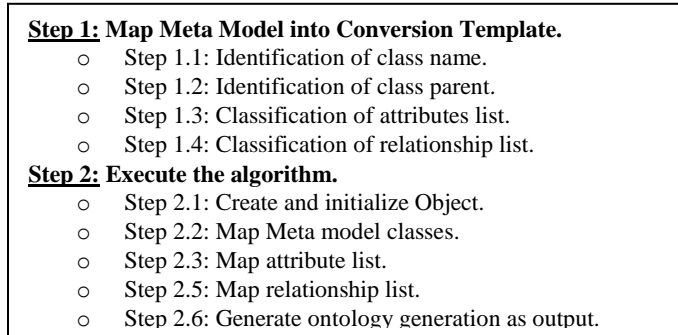 Step 1: Map Meta Model into Conversion Template.
o Step 1.1: Identification of class name.
o Step 1.2: Identification of class parent.
o Step 1.3: Classification of attributes list.
o Step 1.4: Classification of relationship list.
Step 2: Execute the algorithm.
o Step 2.1: Create and initialize Object.
o Step 2.2: Map Meta model classes.
o Step 2.3: Map attribute list.
o Step 2.5: Map relationship list.
o Step 2.6: Generate ontology generation as output.